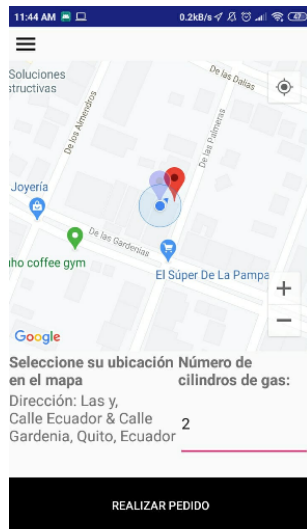 11:44 AM 0.2kB/s
Soluciones
structivas
De las Dalias
De los Almendros
De las Palmeras
Joyería
De las Gardenias
ho coffee gym
El Súper De La Pampa
Google
Seleccione su ubicación
en el mapa
Dirección: Las y,
Calle Ecuador & Calle
Gardenia, Quito, Ecuador
Número de
cilindros de gas:
2
REALIZAR PEDIDO